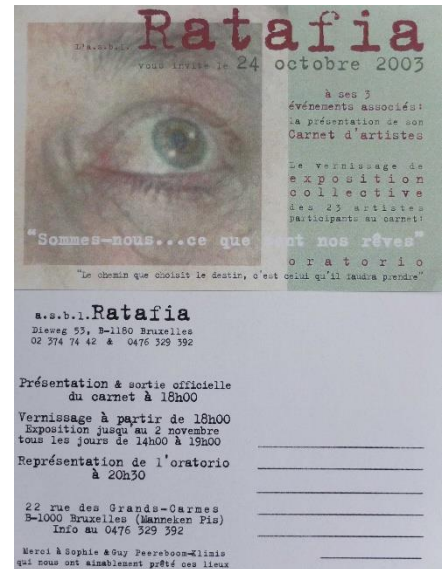 L'a.s.b.l. Ratafia
vous invite le 24 octobre 2003
à ses 3
événements associés:
la présentation de son
Carnet d'artistes
Le vernissage de
exposition
collective
des 23 artistes
participants au carnet!
"Sommes-nous...ce que sont nos rêves"
oratorio
"Le chemin que choisit le destin, c'est celui qu'il faudra prendre"
a.s.b.l.Ratafia
Dieweg 53, B-1180 Bruxelles
02 374 74 42 & 0476 329 392
Présentation & sortie officielle
du carnet à 18h00
Vernissage à partir de 18h00
Exposition jusqu'au 2 novembre
tous les jours de 14h00 à 19h00
Représentation de l'oratorio
à 20h30
22 rue des Grands-Carmes
B-1000 Bruxelles (Manneken Pis)
Info au 0476 329 392
Merci à Sophie & Guy Peereboom-Klimis
qui nous ont aimablement prêté ces lieux